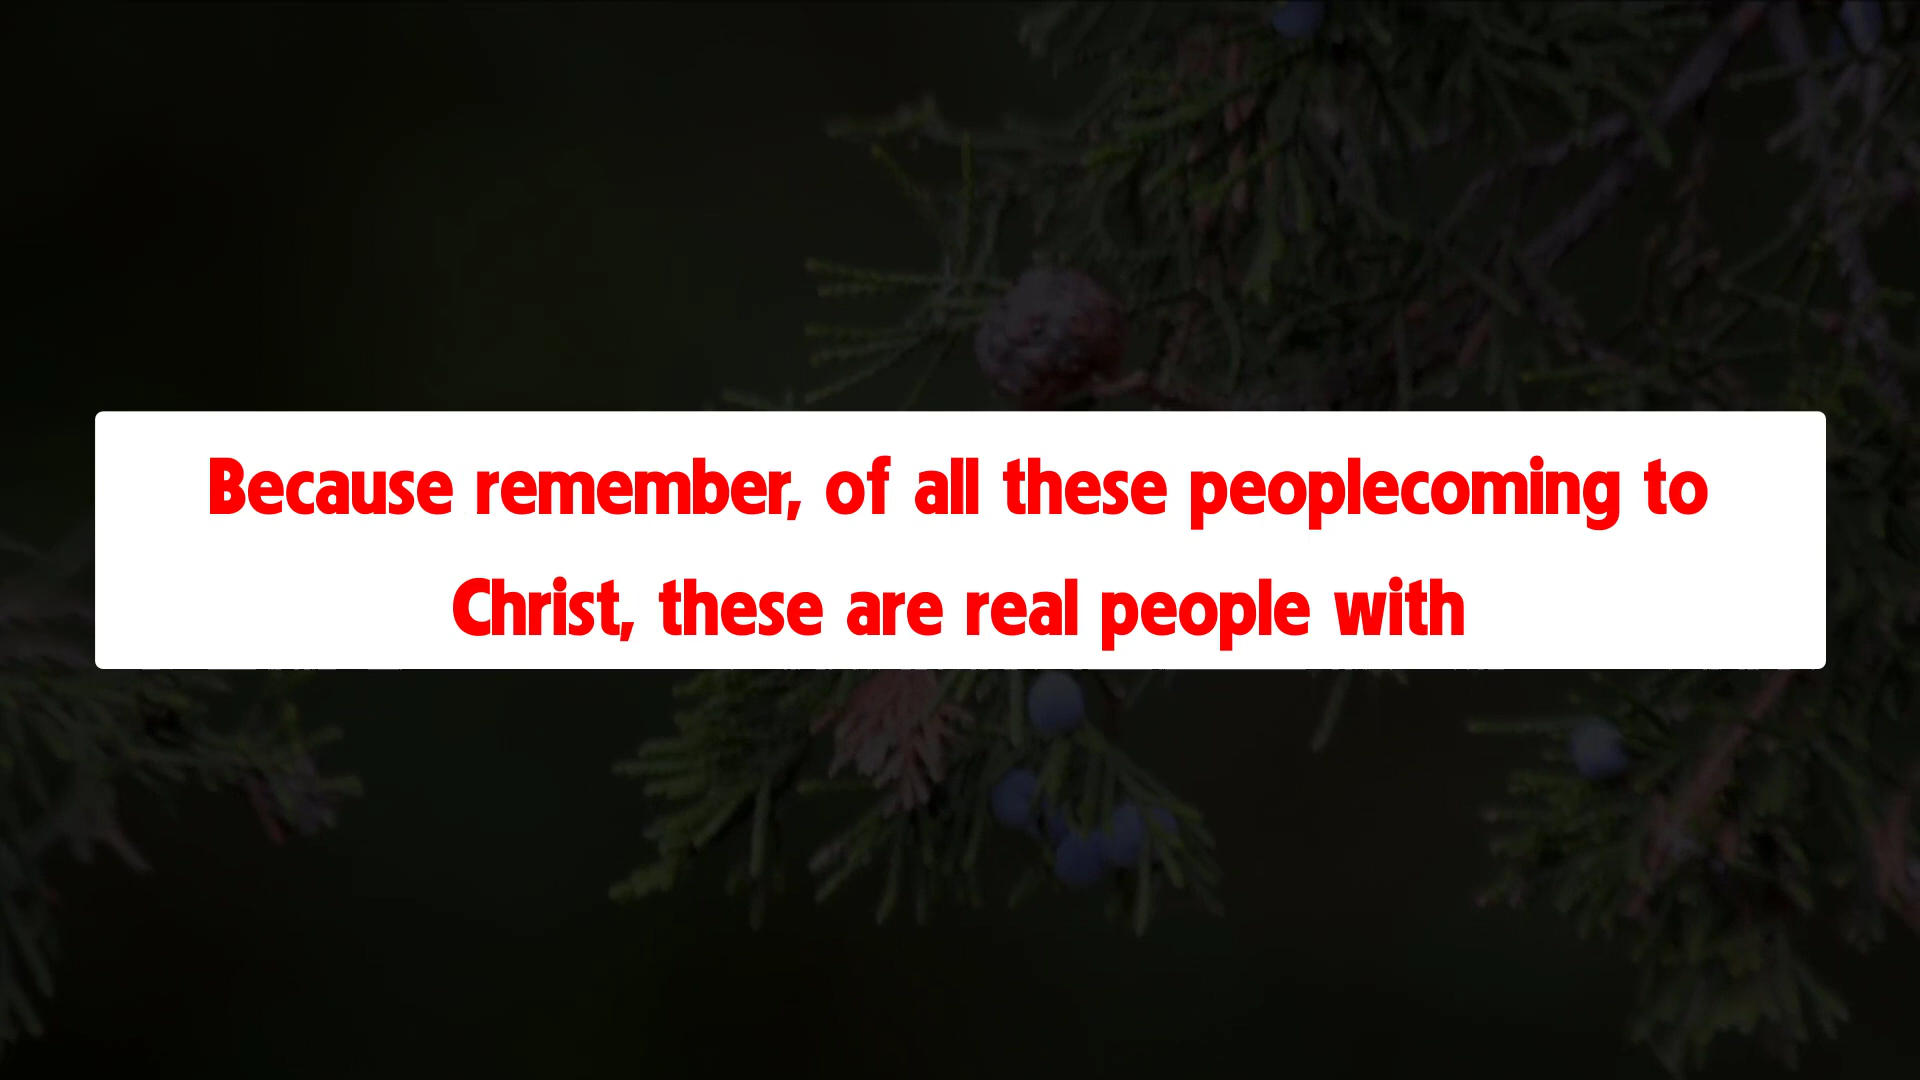 Because remember, of all these peoplecoming to
Christ, these are real people with